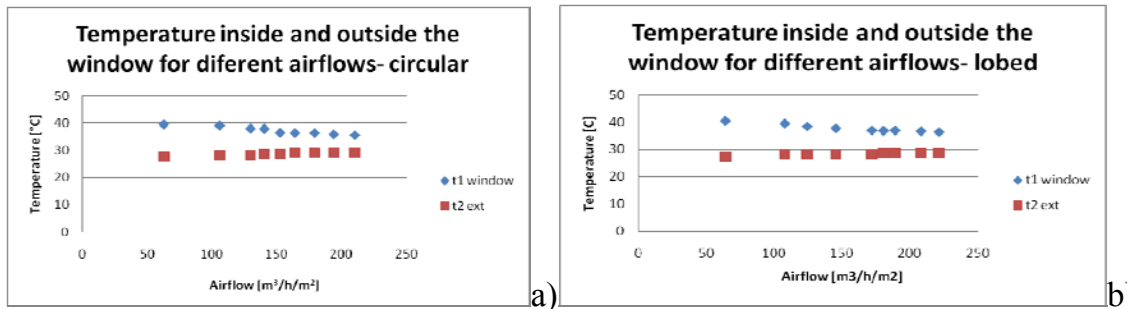 Temperature inside and outside the
window for diferent airflows- circular
50
40
30
20
10
0
0 50 100 150 200 250
Temperature [°C]
Airflow [m³/h/m²]
t1 window
t2 ext
a)
Temperature inside and outside the
window for different airflows- lobed
50
40
30
20
10
0
0 50 100 150 200 250
Temperature [C]
Airflow [m3/h/m2]
t1 window
t2 ext
b)